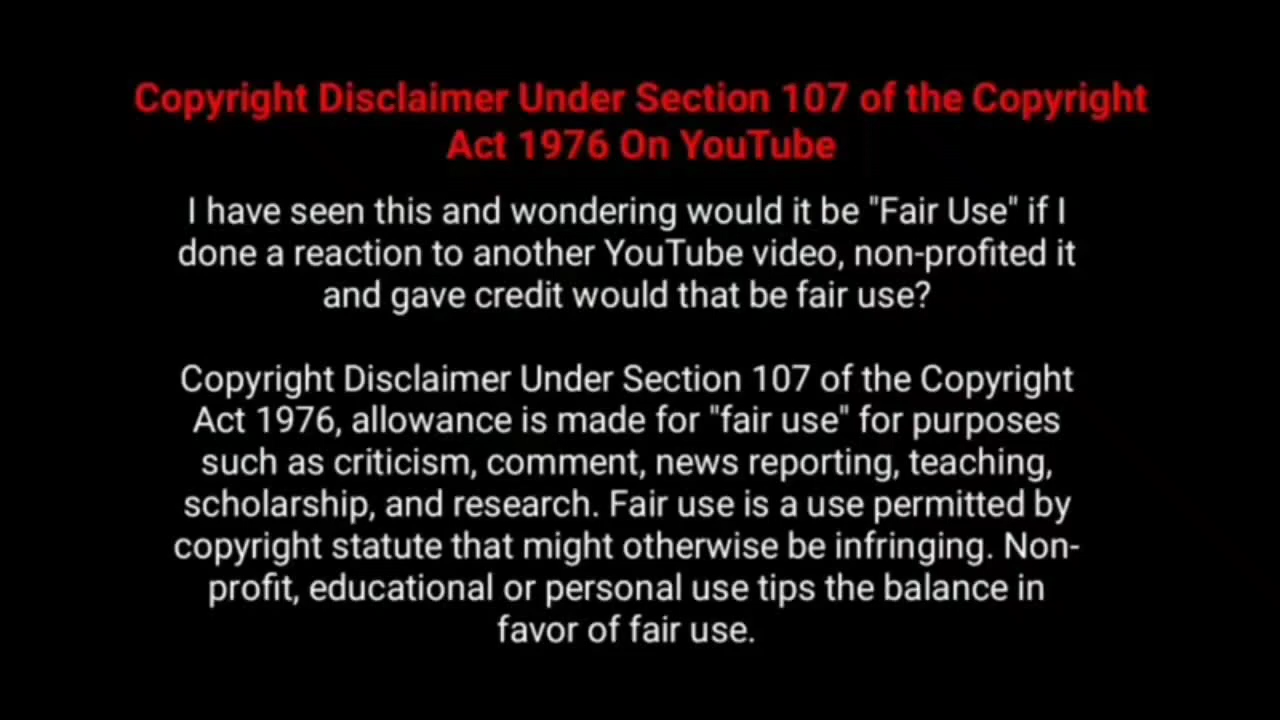 Copyright Disclaimer Under Section 107 of the Copyright
Act 1976 On YouTube
I have seen this and wondering would it be "Fair Use" if I
done a reaction to another YouTube video, non-profited it
and gave credit would that be fair use?
Copyright Disclaimer Under Section 107 of the Copyright
Act 1976, allowance is made for "fair use" for purposes
such as criticism, comment, news reporting, teaching,
scholarship, and research. Fair use is a use permitted by
copyright statute that might otherwise be infringing. Non-
profit, educational or personal use tips the balance in
favor of fair use.